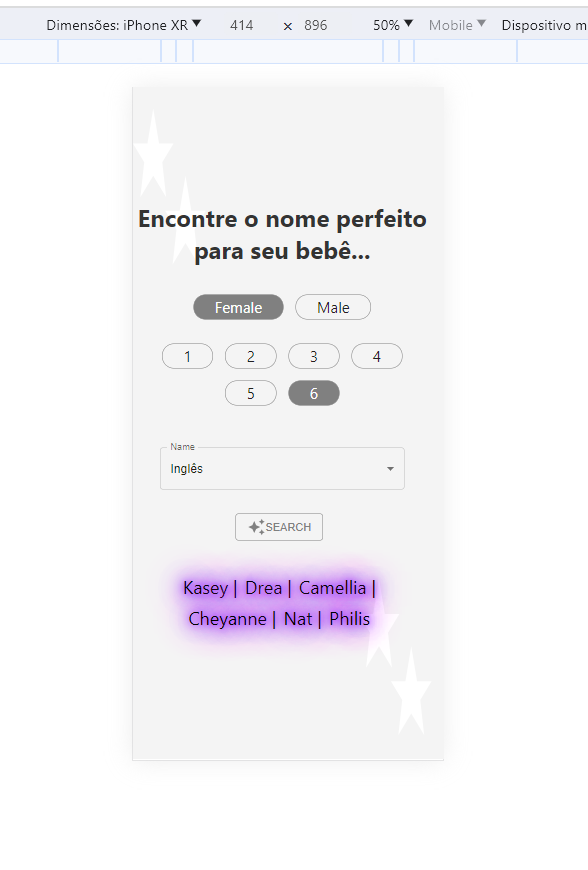 Dimensões: iPhone XR ▼ 414 × 896 50% ▼ Mobile ▼ Dispositivo m
Encontre o nome perfeito
para seu bebê...
Female Male
1 2 3 4
5 6
Name
Inglês
SEARCH
Kasey | Drea | Camellia |
Cheyanne | Nat | Philis